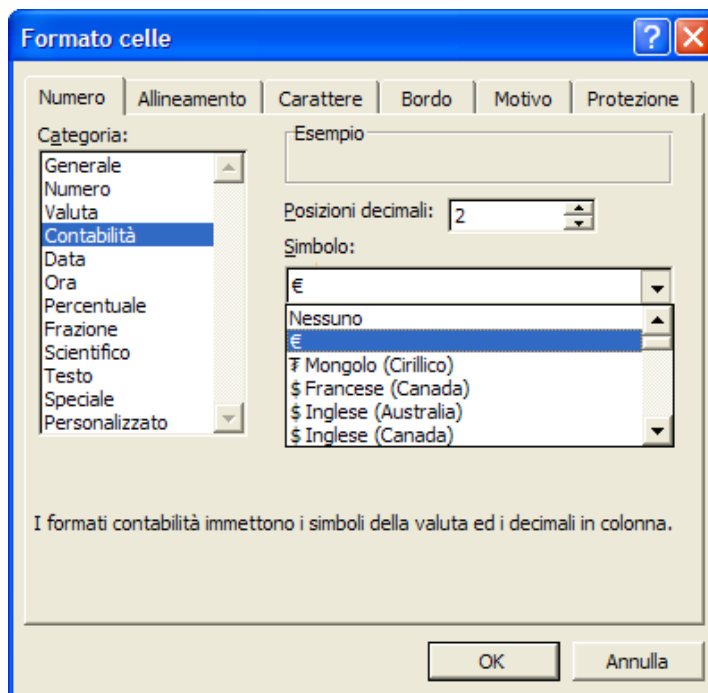 Formato celle
Numero Allineamento Carattere Bordo Motivo Protezione
Categoria:
Generale
Numero
Valuta
Contabilità
Data
Ora
Percentuale
Frazione
Scientifico
Testo
Speciale
Personalizzato
Esempio
Posizioni decimali: 2
Simbolo:
€
Nessuno
€
₮ Mongolo (Cirillico)
$ Francese (Canada)
$ Inglese (Australia)
$ Inglese (Canada)
I formati contabilità immettono i simboli della valuta ed i decimali in colonna.
OK Annulla